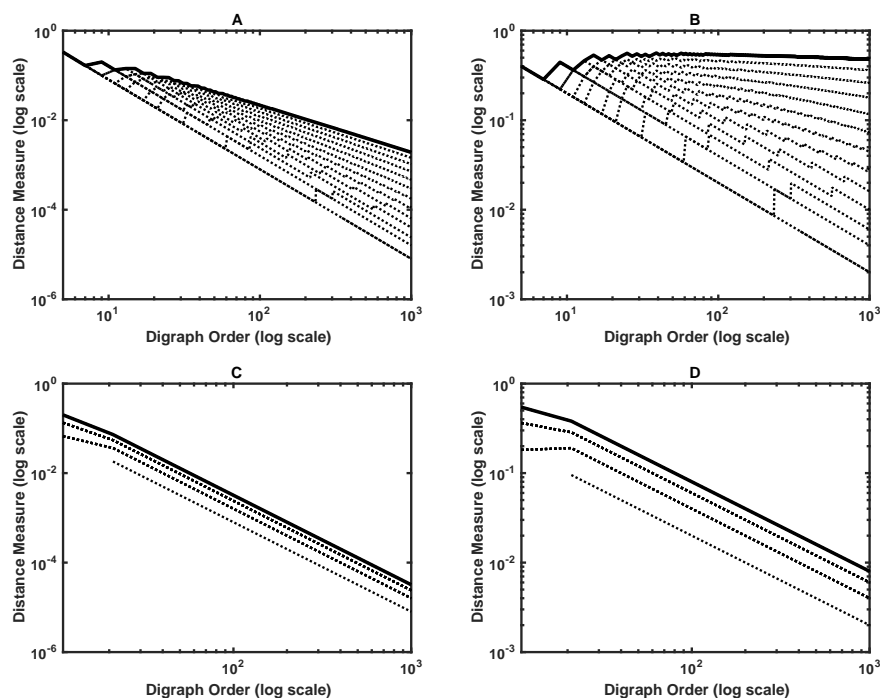 A
10^0
10^-2
10^-4
10^-6
10^1
10^2
10^3
Distance Measure (log scale)
Digraph Order (log scale)
B
10^0
10^-1
10^-2
10^-3
10^1
10^2
10^3
Distance Measure (log scale)
Digraph Order (log scale)
C
10^0
10^-2
10^-4
10^-6
10^2
10^3
Distance Measure (log scale)
Digraph Order (log scale)
D
10^0
10^-1
10^-2
10^-3
10^2
10^3
Distance Measure (log scale)
Digraph Order (log scale)